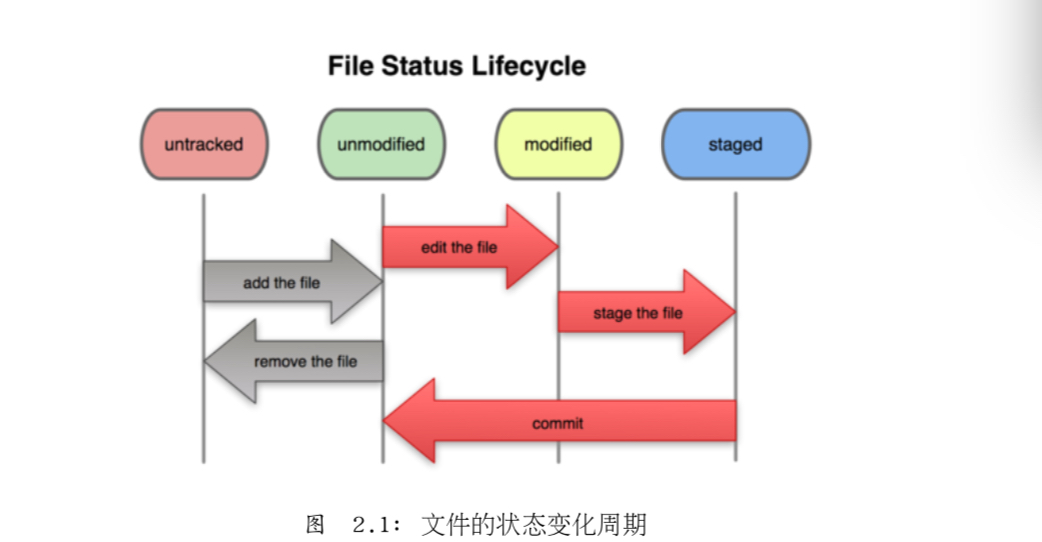 File Status Lifecycle
untracked unmodified modified staged
edit the file
add the file
stage the file
remove the file
commit
图 2.1: 文件的状态变化周期